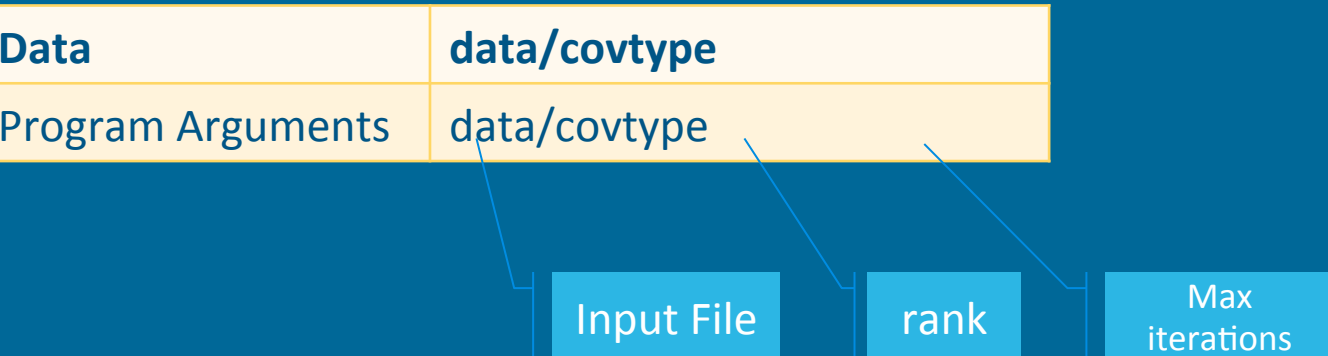 Data data/covtype
Program Arguments data/covtype
Input File rank Max
iterations